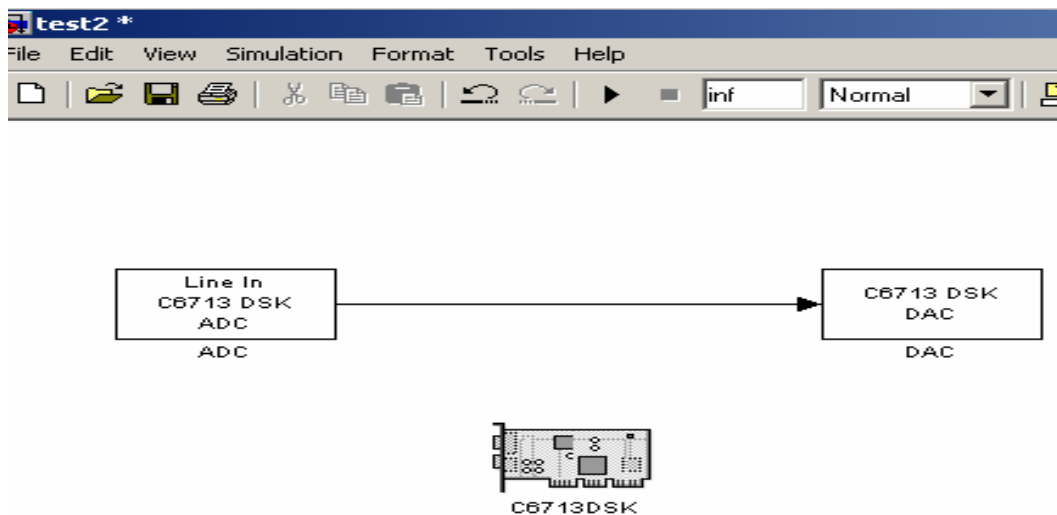 test2 *
File Edit View Simulation Format Tools Help
inf Normal
Line In
C6713 DSK
ADC
ADC
C6713 DSK
DAC
DAC
C6713DSK